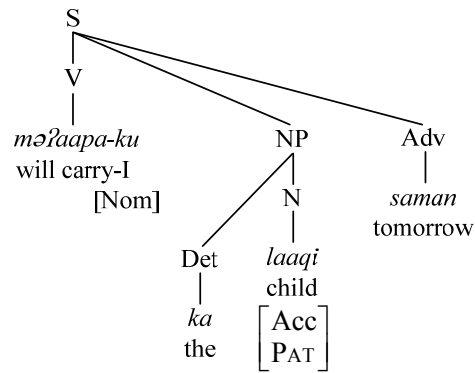 S
V
məʔaapa-ku
will carry-I
[Nom]
NP
Adv
saman
tomorrow
N
Det
laaqi
child
ka
the
[Acc
PAT]